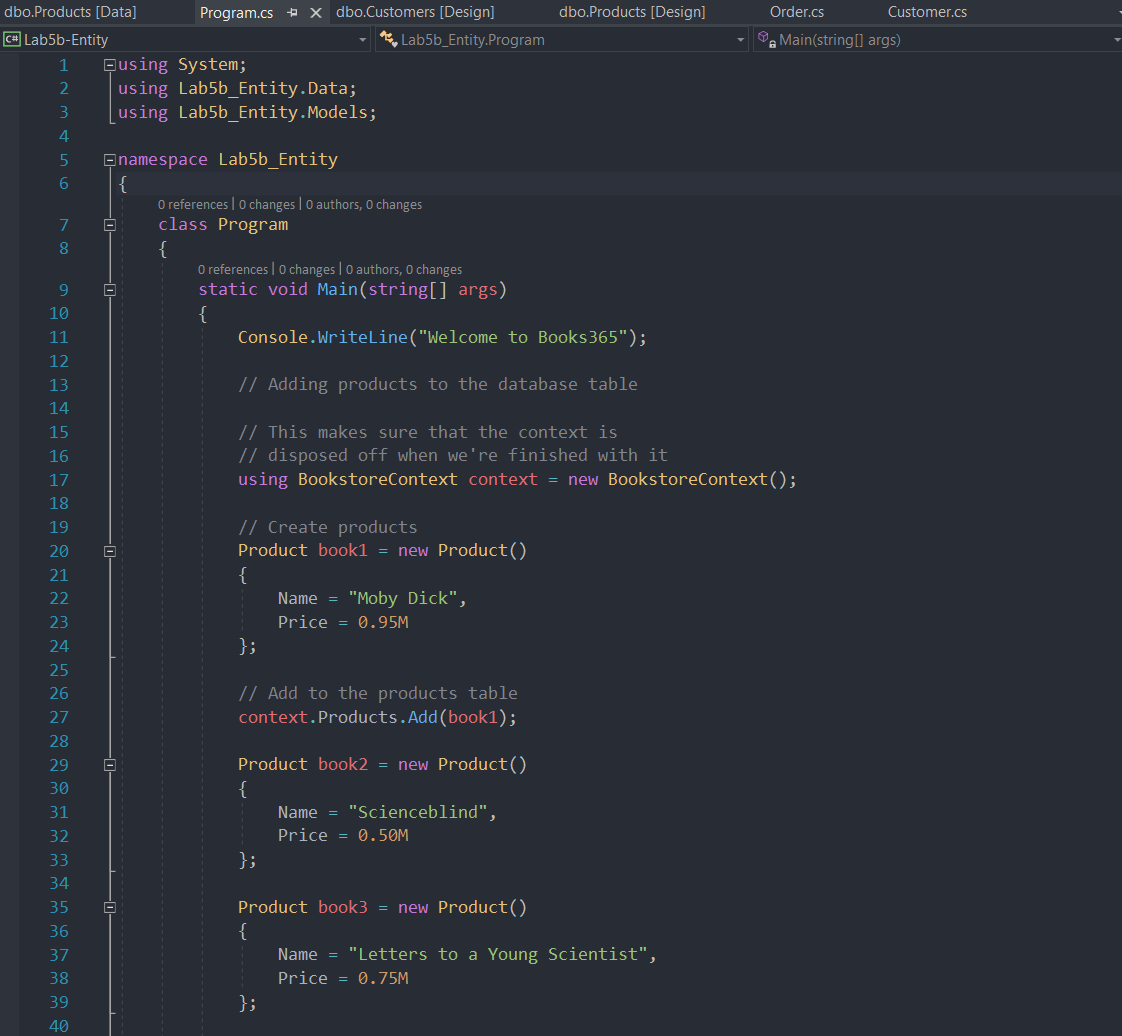 dbo.Products [Data] Program.cs dbo.Customers [Design] dbo.Products [Design] Order.cs Customer.cs
C# Lab5b-Entity Lab5b_Entity.Program Main(string[] args)
1 using System;
2 using Lab5b_Entity.Data;
3 using Lab5b_Entity.Models;
4
5 namespace Lab5b_Entity
6 {
0 references | 0 changes | 0 authors, 0 changes
7 class Program
8 {
0 references | 0 changes | 0 authors, 0 changes
9 static void Main(string[] args)
10 {
11 Console.WriteLine("Welcome to Books365");
12
13 // Adding products to the database table
14
15 // This makes sure that the context is
16 // disposed off when we're finished with it
17 using BookstoreContext context = new BookstoreContext();
18
19 // Create products
20 Product book1 = new Product()
21 {
22 Name = "Moby Dick",
23 Price = 0.95M
24 };
25
26 // Add to the products table
27 context.Products.Add(book1);
28
29 Product book2 = new Product()
30 {
31 Name = "Scienceblind",
32 Price = 0.50M
33 };
34
35 Product book3 = new Product()
36 {
37 Name = "Letters to a Young Scientist",
38 Price = 0.75M
39 };
40